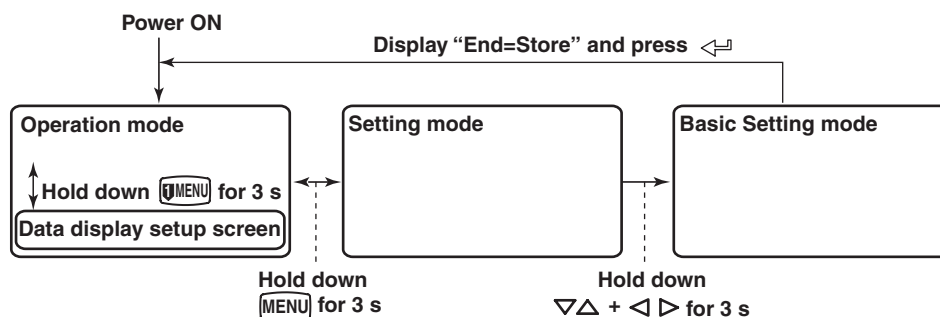 Power ON
Display “End=Store” and press
Operation mode
Hold down MENU for 3 s
Data display setup screen
Setting mode
Basic Setting mode
Hold down
MENU for 3 s
Hold down
▽△ + ◁ ▷ for 3 s